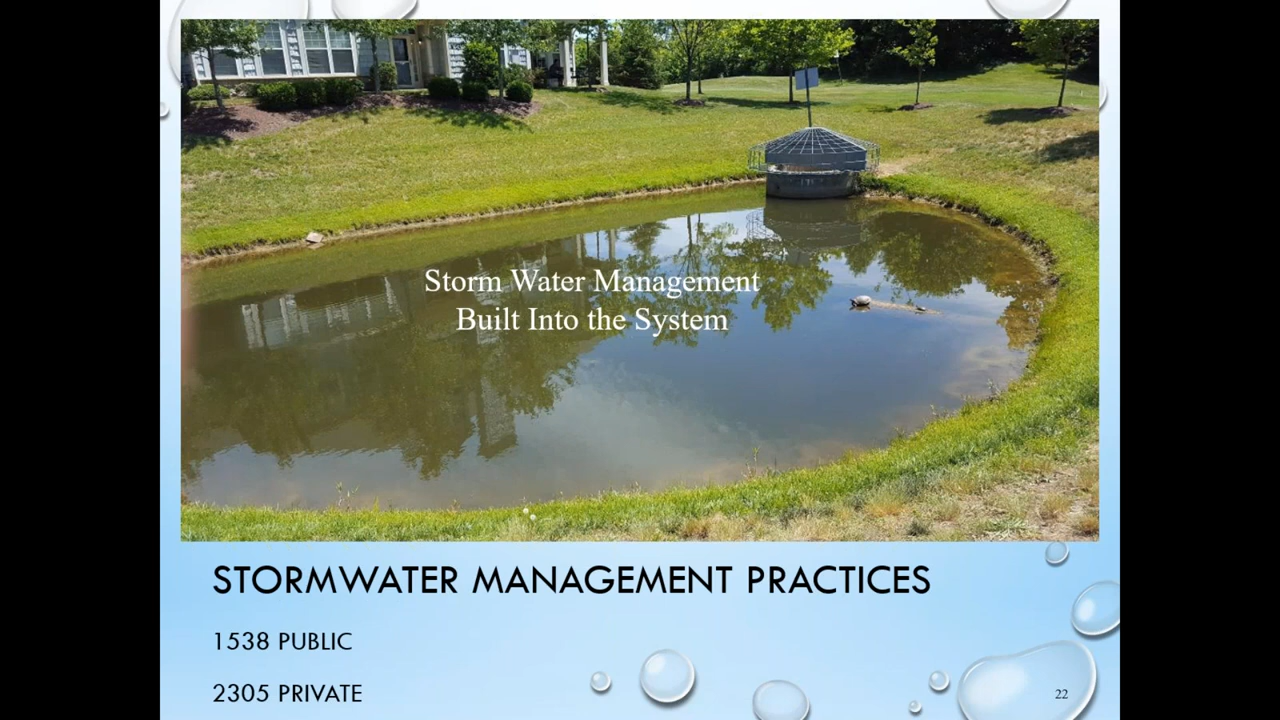 Storm Water Management
Built Into the System
STORMWATER MANAGEMENT PRACTICES
1538 PUBLIC
2305 PRIVATE
22